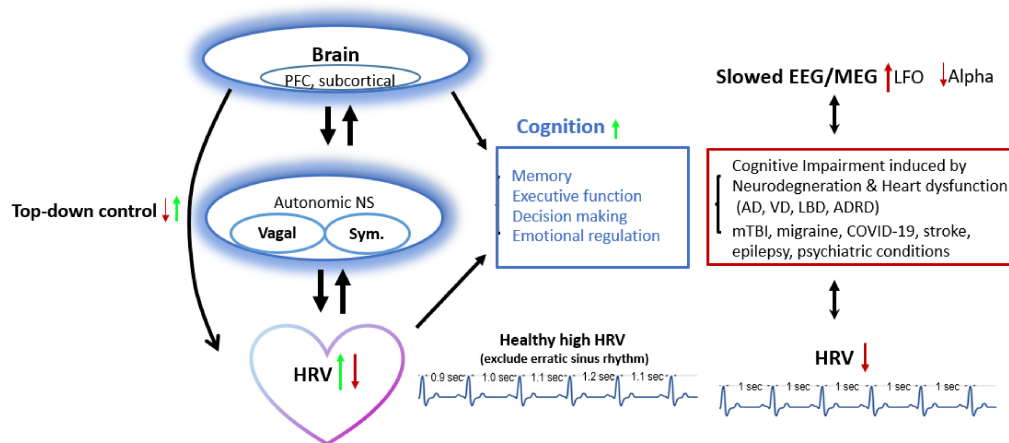 Brain
PFC, subcortical
Top-down control
Autonomic NS
Vagal
Sym.
HRV
Cognition
Memory
Executive function
Decision making
Emotional regulation
Healthy high HRV
(exclude erratic sinus rhythm)
0.9 sec 1.0 sec 1.1 sec 1.2 sec 1.1 sec
Slowed EEG/MEG LFO Alpha
Cognitive Impairment induced by
Neurodegneration & Heart dysfunction
(AD, VD, LBD, ADRD)
mTBI, migraine, COVID-19, stroke,
epilepsy, psychiatric conditions
HRV
1 sec 1 sec 1 sec 1 sec 1 sec